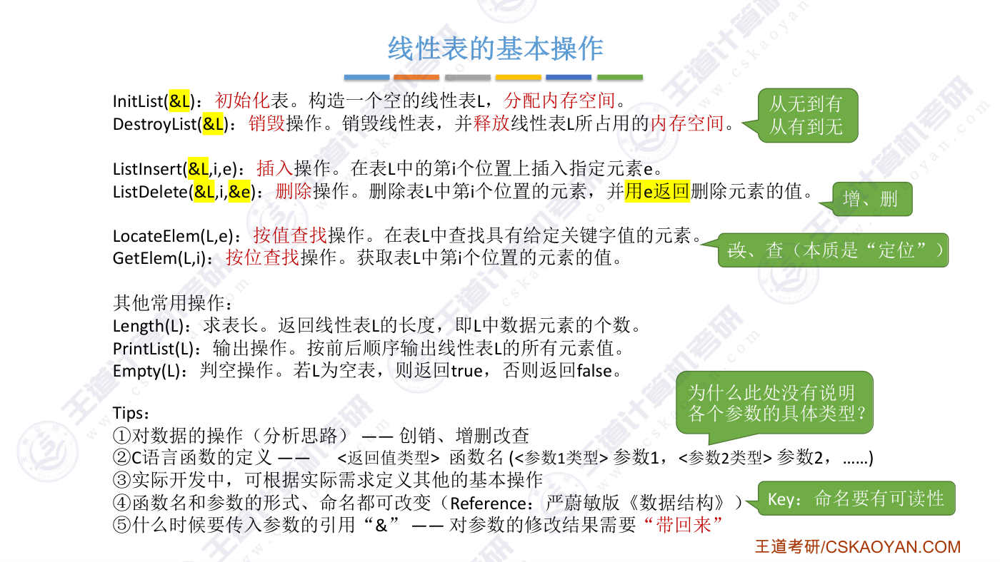 线性表的基本操作
InitList(&L)：初始化表。构造一个空的线性表L，分配内存空间。
DestroyList(&L)：销毁操作。销毁线性表，并释放线性表L所占用的内存空间。
从无到有
从有到无
ListInsert(&L,i,e)：插入操作。在表L中的第i个位置上插入指定元素e。
ListDelete(&L,i,&e)：删除操作。删除表L中第i个位置的元素，并用e返回删除元素的值。
增、删
LocateElem(L,e)：按值查找操作。在表L中查找具有给定关键字值的元素。
GetElem(L,i)：按位查找操作。获取表L中第i个位置的元素的值。
改、查（本质是“定位”）
其他常用操作：
Length(L)：求表长。返回线性表L的长度，即L中数据元素的个数。
PrintList(L)：输出操作。按前后顺序输出线性表L的所有元素值。
Empty(L)：判空操作。若L为空表，则返回true，否则返回false。
为什么此处没有说明
各个参数的具体类型？
Tips：
①对数据的操作（分析思路） —— 创销、增删改查
②C语言函数的定义 —— <返回值类型> 函数名 (<参数1类型> 参数1，<参数2类型> 参数2，……)
③实际开发中，可根据实际需求定义其他的基本操作
④函数名和参数的形式、命名都可改变（Reference：严蔚敏版《数据结构》）
Key：命名要有可读性
⑤什么时候要传入参数的引用“&” —— 对参数的修改结果需要“带回来”
王道考研/CSKAOYAN.COM
王道计算机考研
www.cskaoyan.com